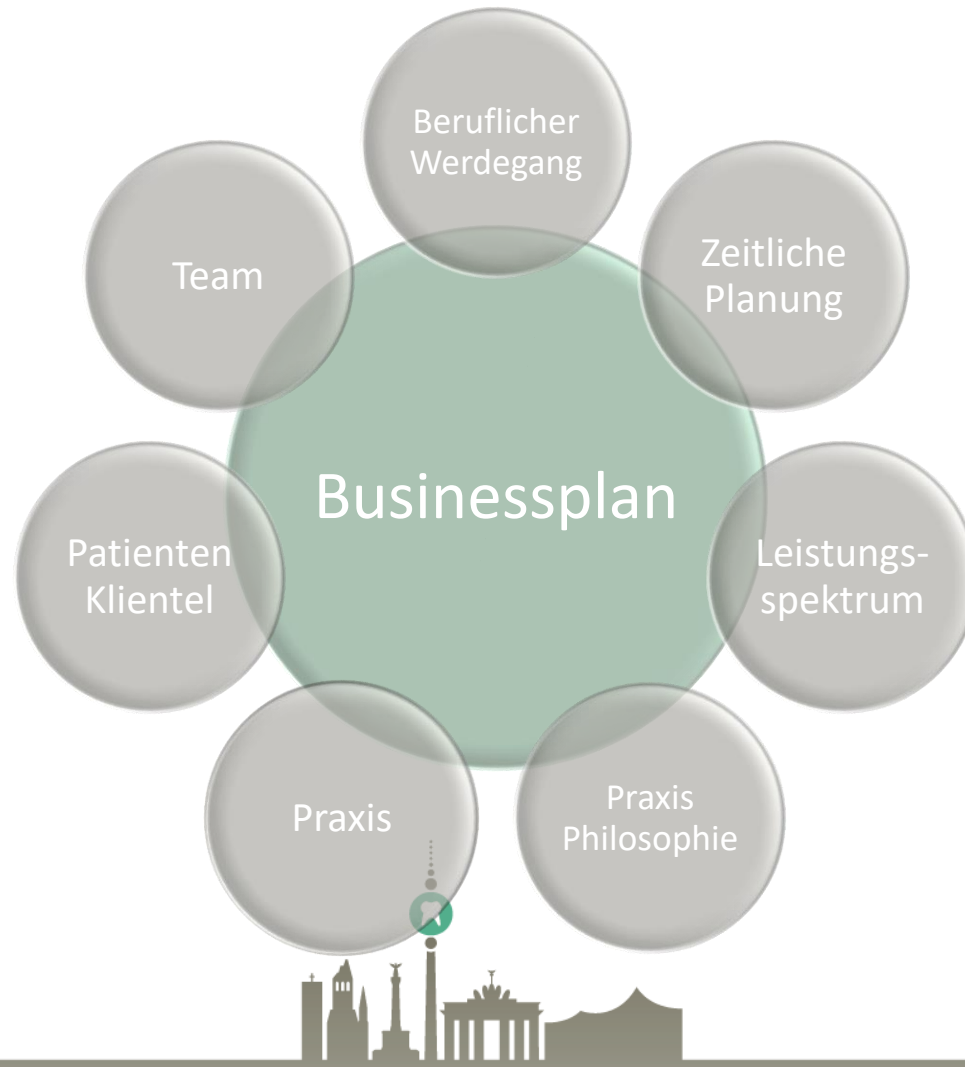 Beruflicher
Werdegang
Zeitliche
Planung
Team
Businessplan
Leistungs-
spektrum
Patienten
Klientel
Praxis
Philosophie
Praxis